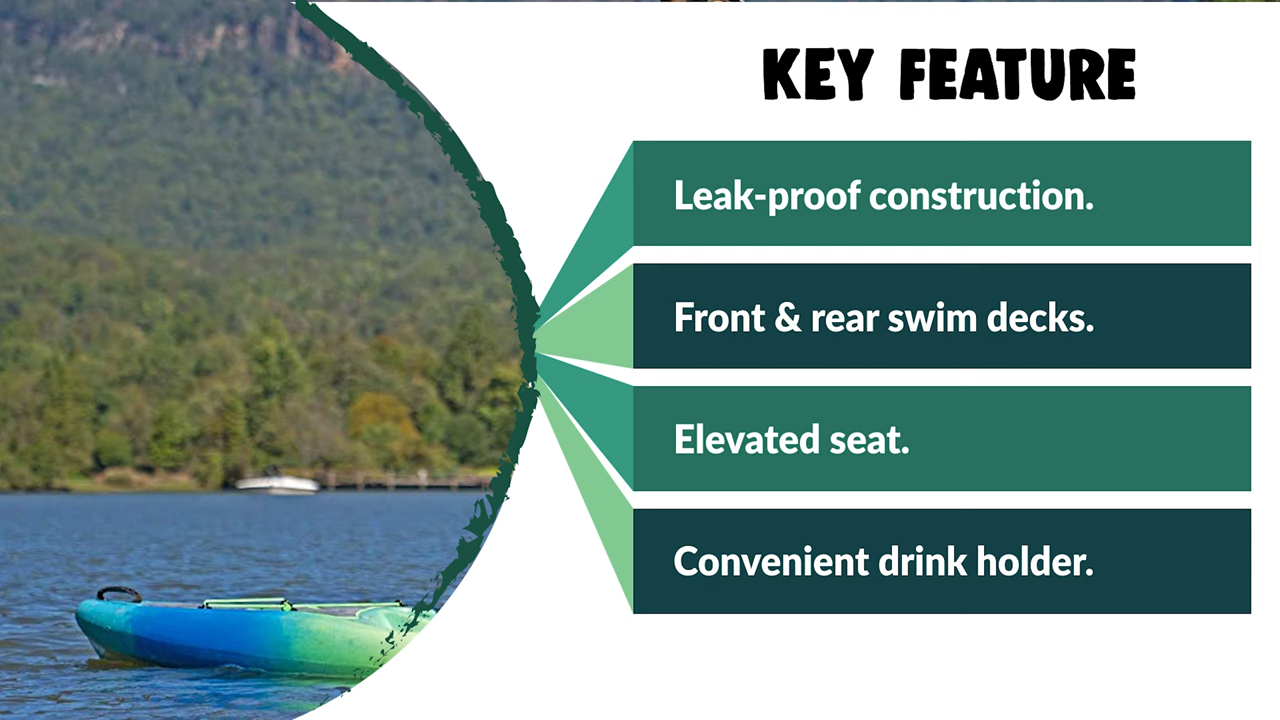 KEY FEATURE
Leak-proof construction.
Front & rear swim decks.
Elevated seat.
Convenient drink holder.